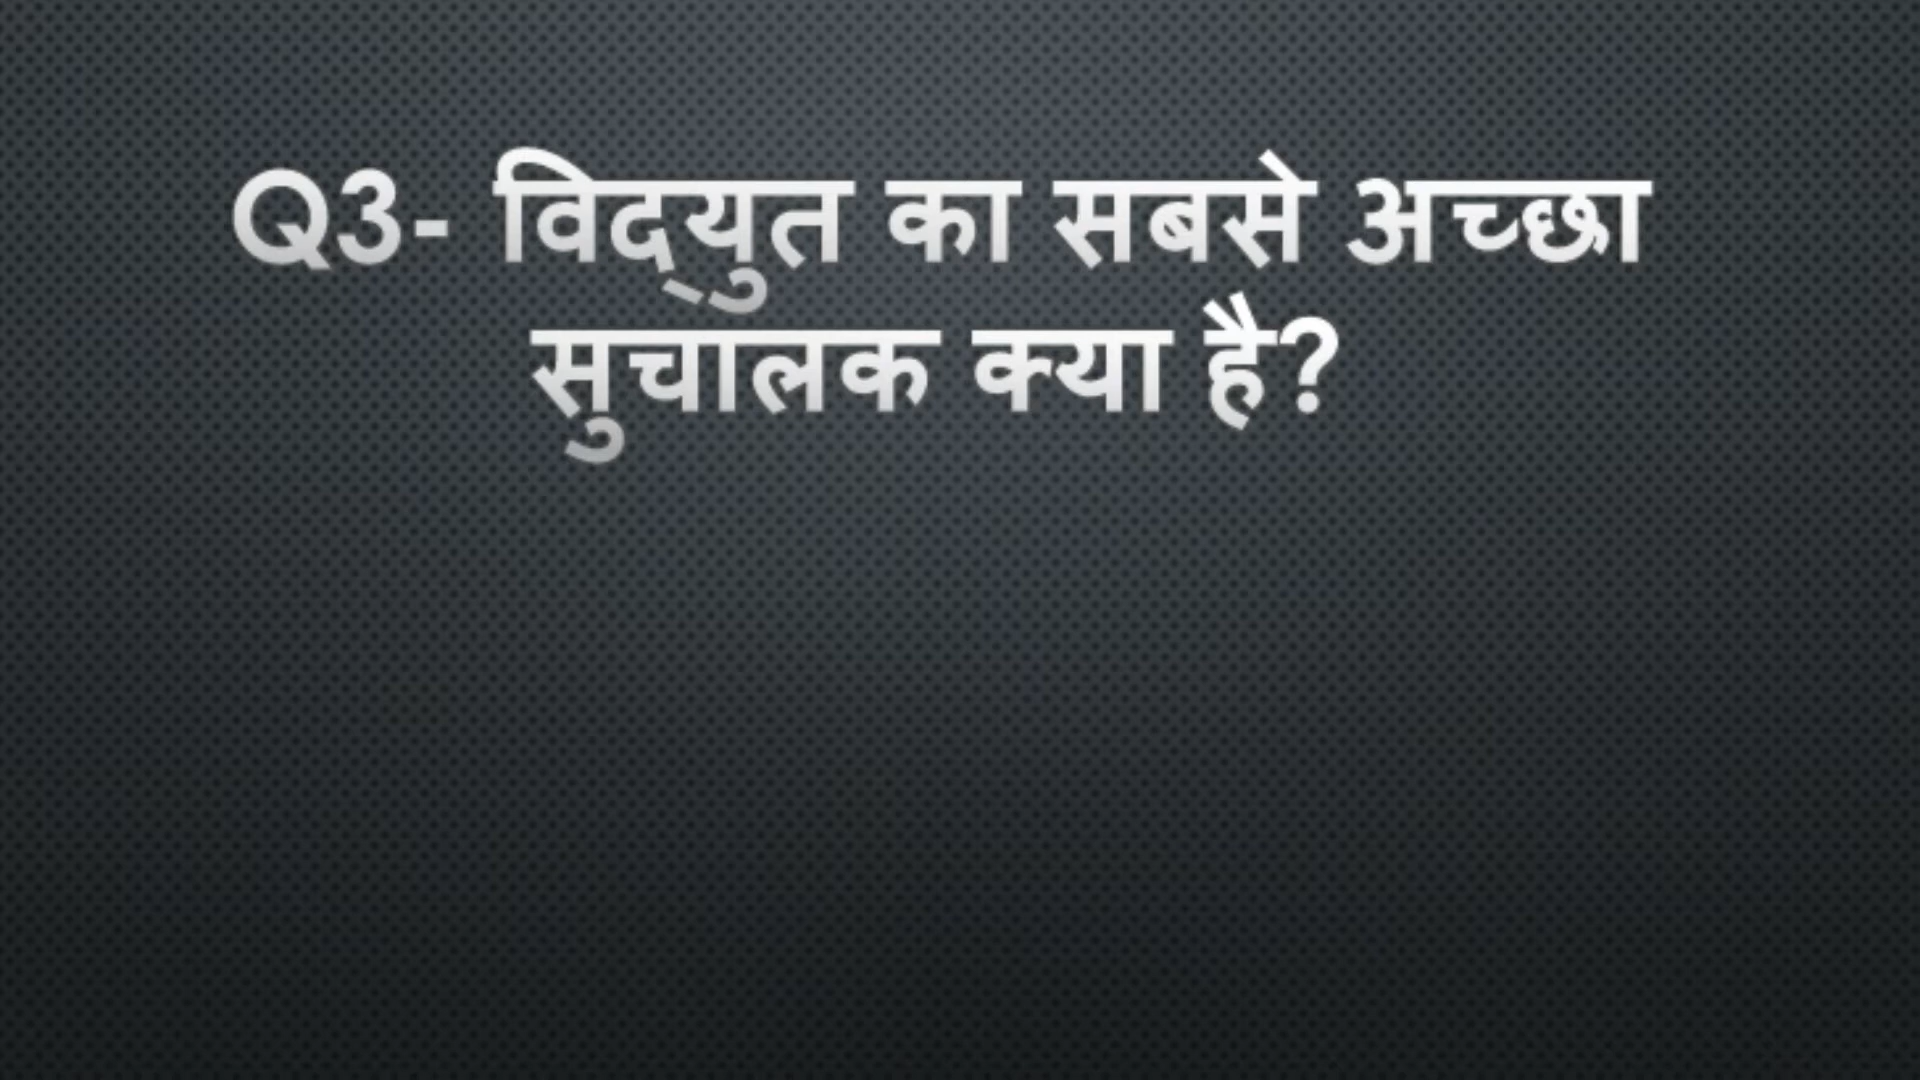 Q3- विद्‌युत का सबसे अच्छा
सुचालक क्या है?